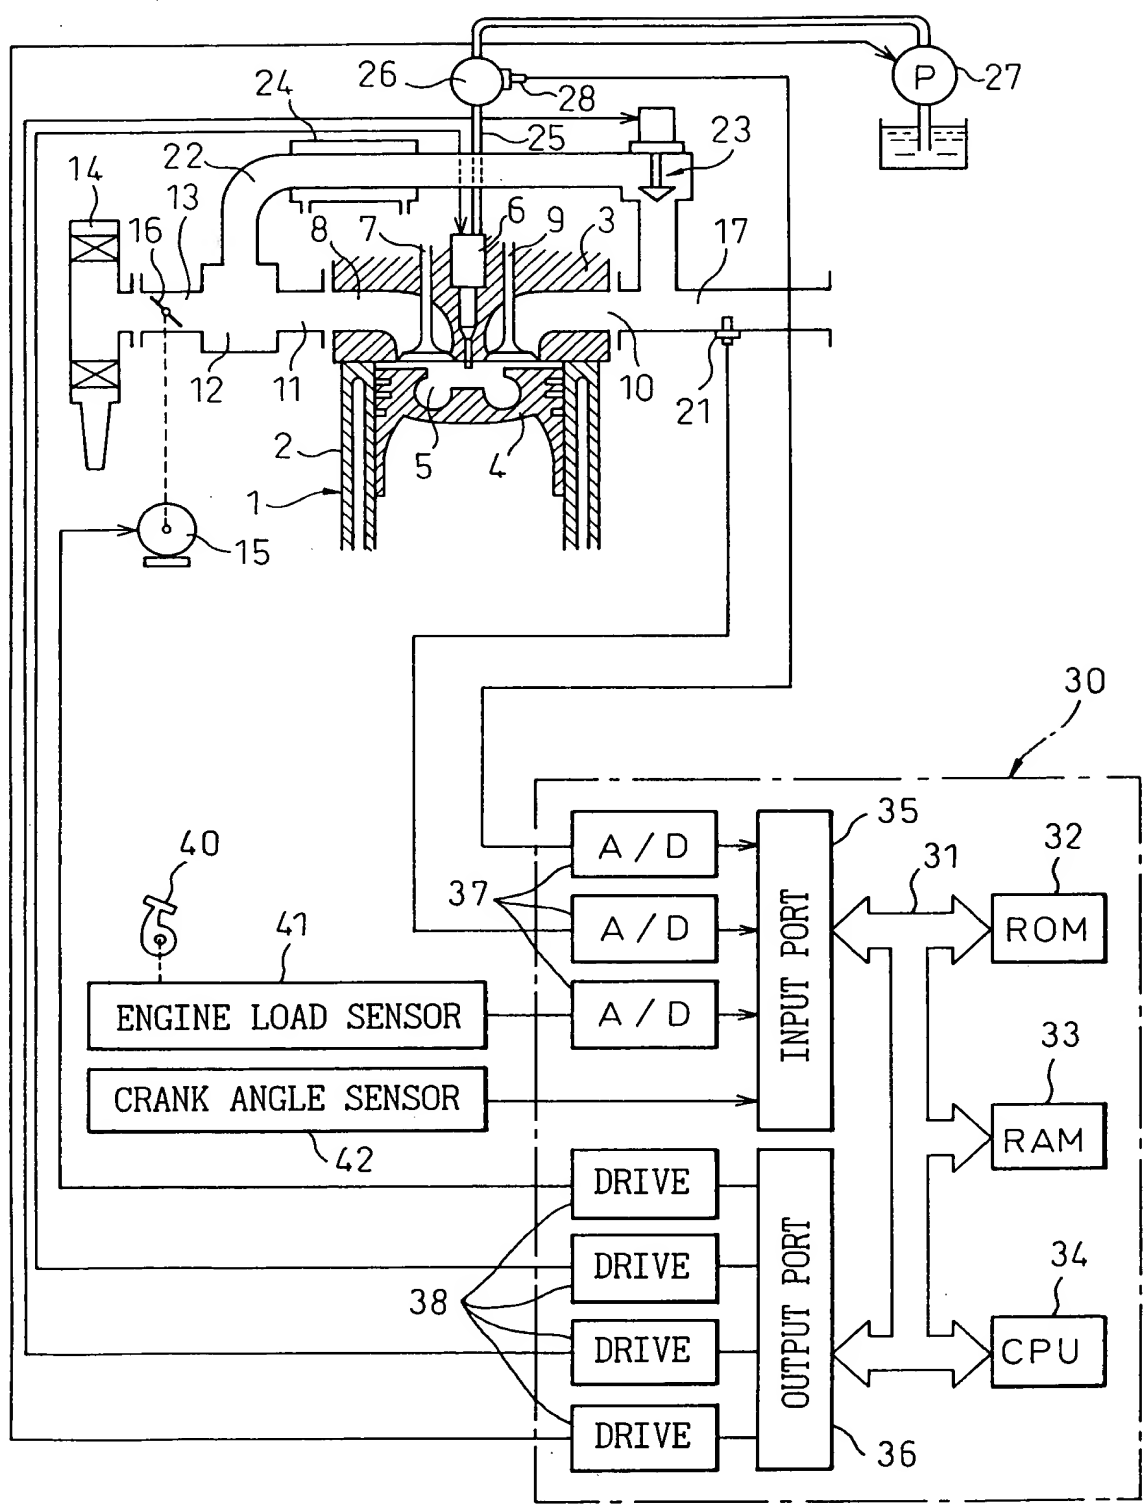 26
28
P
27
24
25
23
22
14
13
16
8
7
6
9
3
17
12
11
10
21
2
5
4
1
15
30
40
41
ENGINE LOAD SENSOR
CRANK ANGLE SENSOR
42
37
A/D
A/D
A/D
35
INPUT PORT
31
32
ROM
33
RAM
34
CPU
38
DRIVE
DRIVE
DRIVE
DRIVE
OUTPUT PORT
36